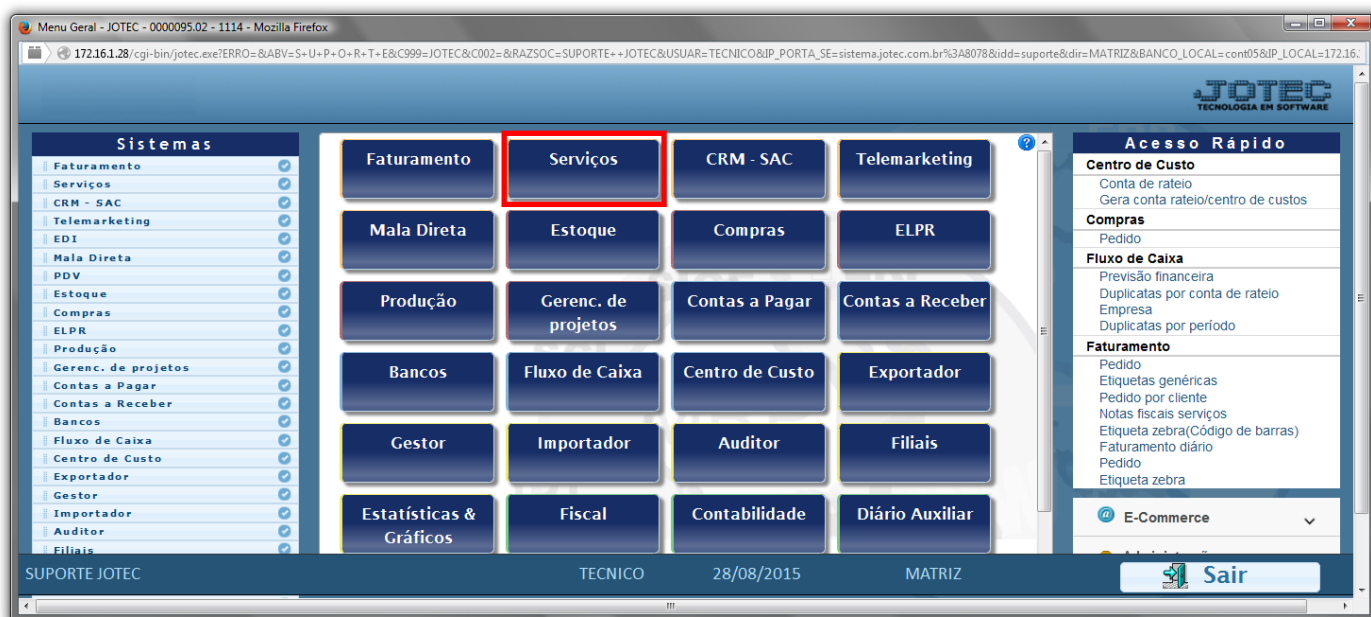 Menu Geral - JOTEC - 0000095.02 - 1114 - Mozilla Firefox
172.16.1.28/cgi-bin/jotec.exe?ERRO=&ABV=S+U+P+O+R+T+E&C999=JOTEC&C002=&RAZSOC=SUPORTE++JOTEC&USUAR=TECNICO&IP_PORTA_SE=sistema.jotec.com.br%3A8078&idd=suporte&dir=MATRIZ&BANCO_LOCAL=cont05&IP_LOCAL=172.16.
JOTEC
TECNOLOGIA EM SOFTWARE
Sistemas
Faturamento
Serviços
CRM - SAC
Telemarketing
EDI
Mala Direta
PDV
Estoque
Compras
ELPR
Produção
Gerenc. de projetos
Contas a Pagar
Contas a Receber
Bancos
Fluxo de Caixa
Centro de Custo
Exportador
Gestor
Importador
Auditor
Filiais
Faturamento
Serviços
CRM - SAC
Telemarketing
Mala Direta
Estoque
Compras
ELPR
Produção
Gerenc. de
projetos
Contas a Pagar
Contas a Receber
Bancos
Fluxo de Caixa
Centro de Custo
Exportador
Gestor
Importador
Auditor
Filiais
Estatísticas &
Gráficos
Fiscal
Contabilidade
Diário Auxiliar
Acesso Rápido
Centro de Custo
Conta de rateio
Gera conta rateio/centro de custos
Compras
Pedido
Fluxo de Caixa
Previsão financeira
Duplicatas por conta de rateio
Empresa
Duplicatas por período
Faturamento
Pedido
Etiquetas genéricas
Pedido por cliente
Notas fiscais serviços
Etiqueta zebra(Código de barras)
Faturamento diário
Pedido
Etiqueta zebra
E-Commerce
SUPORTE JOTEC
TECNICO
28/08/2015
MATRIZ
Sair